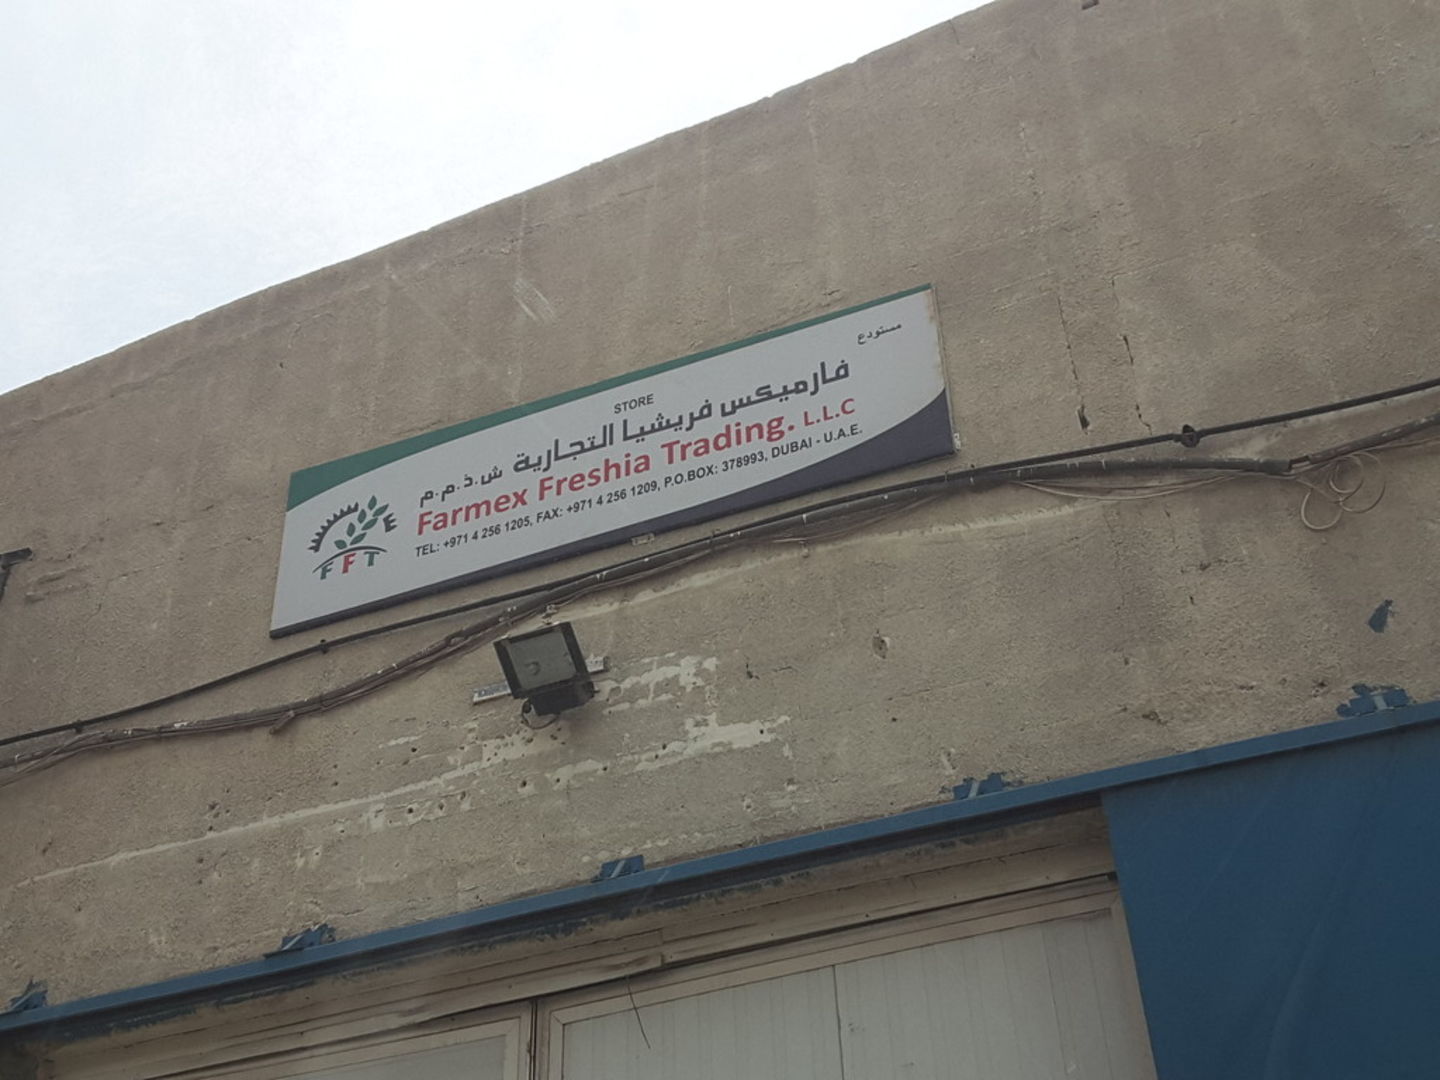 مستودع
STORE
فارميكس فريشيا التجارية ش.ذ.م.م
Farmex Freshia Trading. L.L.C
TEL: +971 4 256 1205, FAX: +971 4 256 1209, P.O.BOX: 378993, DUBAI - U.A.E.
FFT